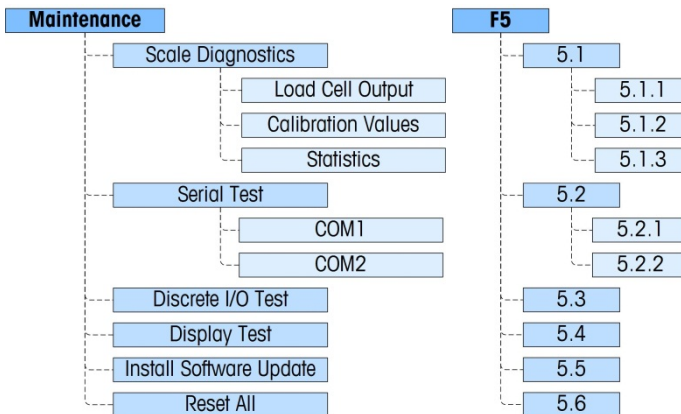 Maintenance F5
Scale Diagnostics 5.1
Load Cell Output 5.1.1
Calibration Values 5.1.2
Statistics 5.1.3
Serial Test 5.2
COM1 5.2.1
COM2 5.2.2
Discrete I/O Test 5.3
Display Test 5.4
Install Software Update 5.5
Reset All 5.6